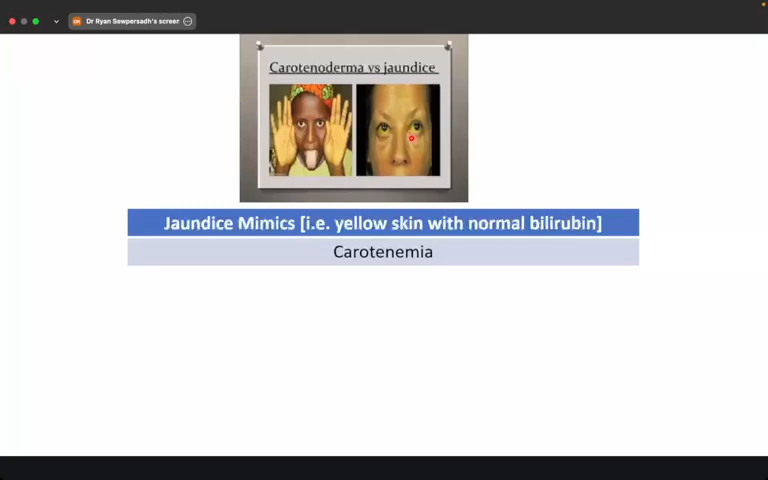 Dr Ryan Sewpersadh's screen
Carotenoderma vs jaundice
Jaundice Mimics [i.e. yellow skin with normal bilirubin]
Carotenemia